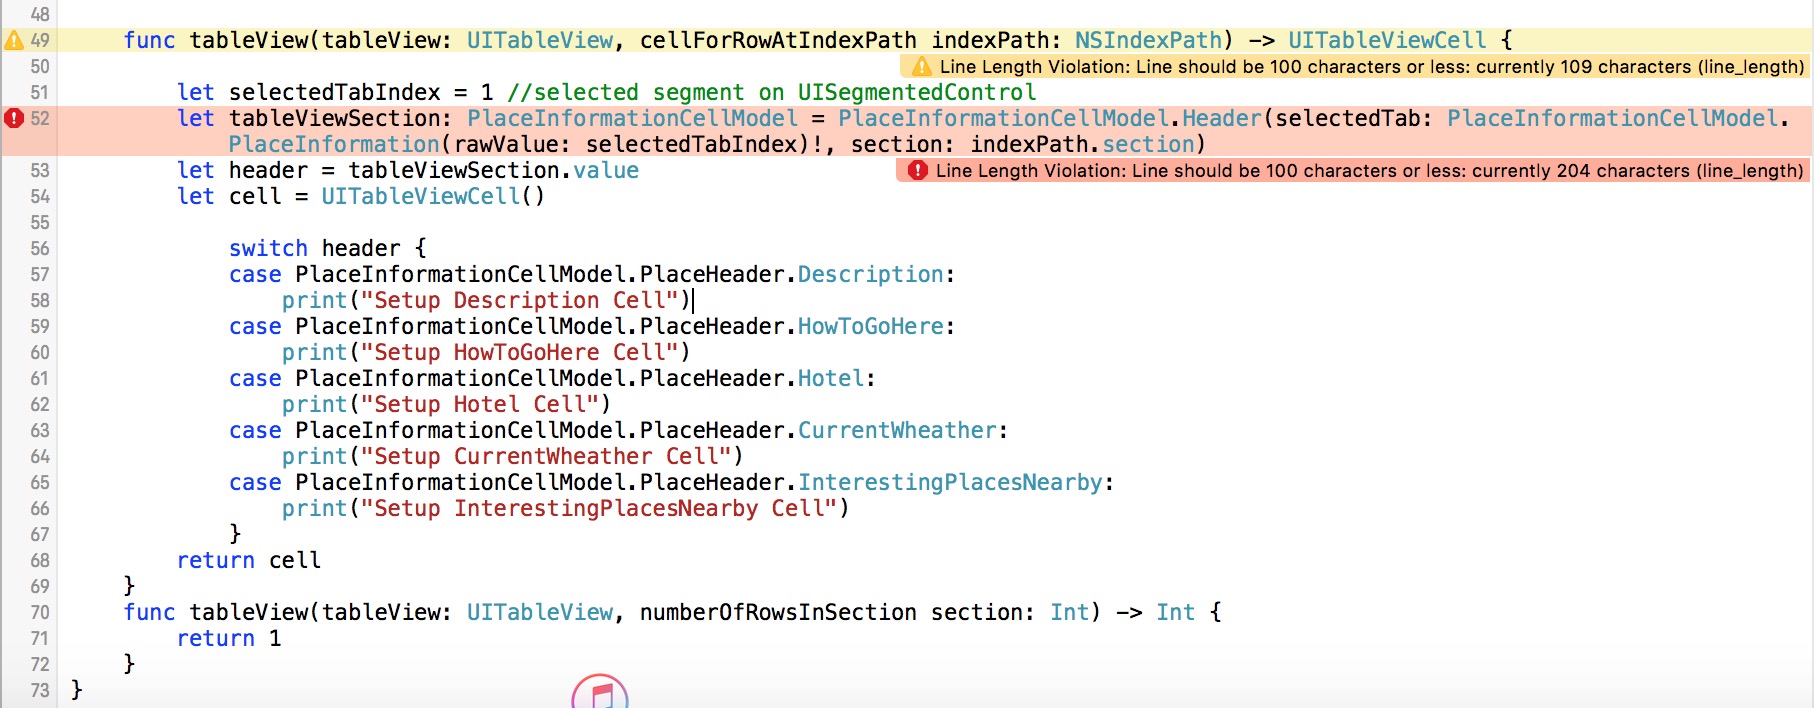 48
49 func tableView(tableView: UITableView, cellForRowAtIndexPath indexPath: NSIndexPath) -> UITableViewCell {
50 Line Length Violation: Line should be 100 characters or less: currently 109 characters (line_length)
51 let selectedTabIndex = 1 //selected segment on UISegmentedControl
52 let tableViewSection: PlaceInformationCellModel = PlaceInformationCellModel.Header(selectedTab: PlaceInformationCellModel.
PlaceInformation(rawValue: selectedTabIndex)!, section: indexPath.section)
53 let header = tableViewSection.value Line Length Violation: Line should be 100 characters or less: currently 204 characters (line_length)
54 let cell = UITableViewCell()
55
56 switch header {
57 case PlaceInformationCellModel.PlaceHeader.Description:
58 print("Setup Description Cell")
59 case PlaceInformationCellModel.PlaceHeader.HowToGoHere:
60 print("Setup HowToGoHere Cell")
61 case PlaceInformationCellModel.PlaceHeader.Hotel:
62 print("Setup Hotel Cell")
63 case PlaceInformationCellModel.PlaceHeader.CurrentWheather:
64 print("Setup CurrentWheather Cell")
65 case PlaceInformationCellModel.PlaceHeader.InterestingPlacesNearby:
66 print("Setup InterestingPlacesNearby Cell")
67 }
68 return cell
69 }
70 func tableView(tableView: UITableView, numberOfRowsInSection section: Int) -> Int {
71 return 1
72 }
73 }